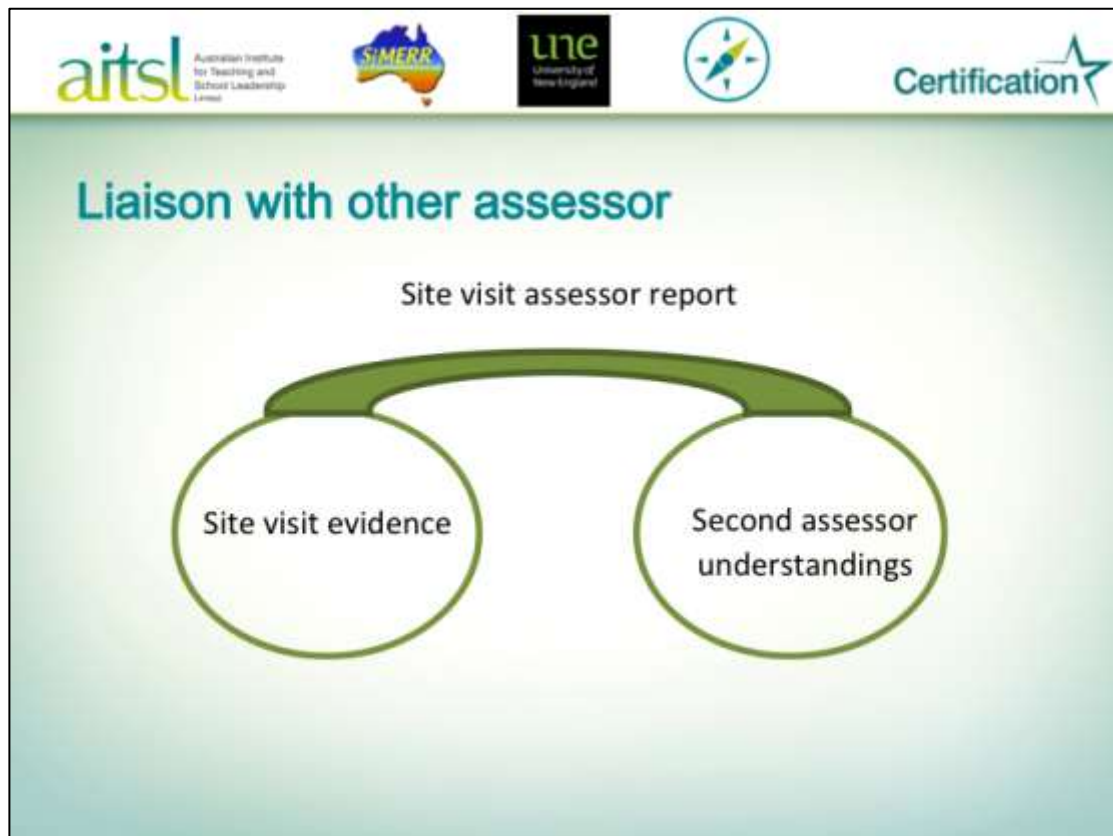 aitsl
Australian Institute
for Teaching and
School Leadership
Limited
SiMERR
une
University of
New England
Certification
Liaison with other assessor
Site visit assessor report
Site visit evidence
Second assessor
understandings